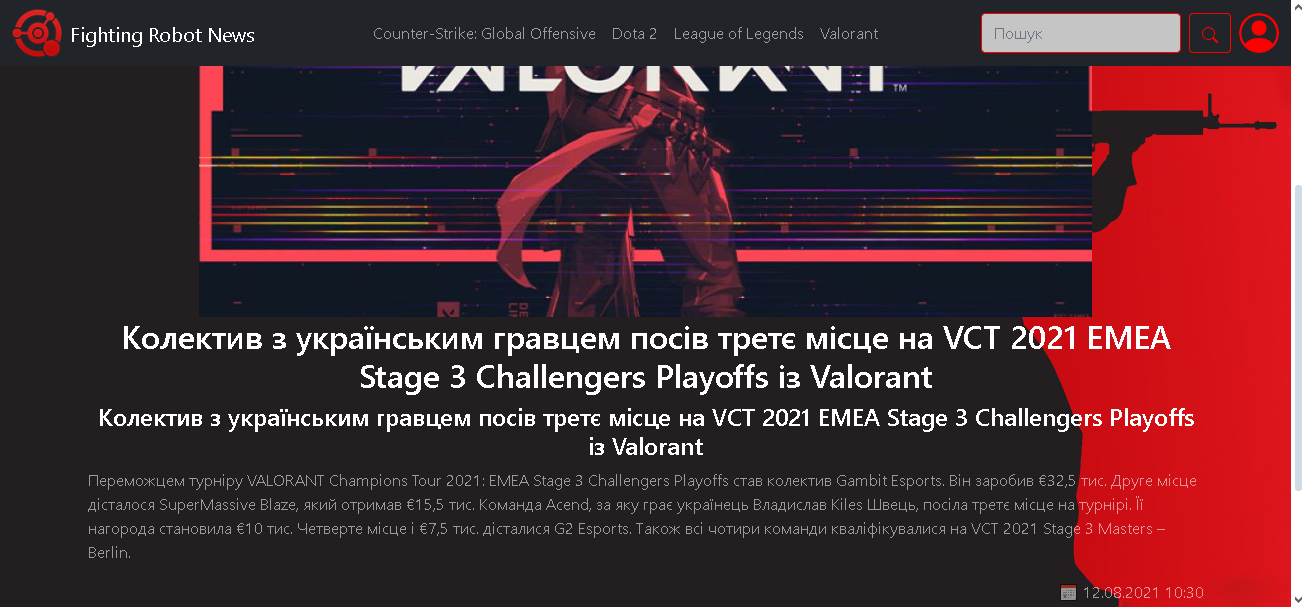 Fighting Robot News
Counter-Strike: Global Offensive Dota 2 League of Legends Valorant
Пошук
VALORANT™
Колектив з українським гравцем посів третє місце на VCT 2021 EMEA
Stage 3 Challengers Playoffs із Valorant
Колектив з українським гравцем посів третє місце на VCT 2021 EMEA Stage 3 Challengers Playoffs
із Valorant
Переможцем турніру VALORANT Champions Tour 2021: EMEA Stage 3 Challengers Playoffs став колектив Gambit Esports. Він заробив €32,5 тис. Друге місце
дісталося SuperMassive Blaze, який отримав €15,5 тис. Команда Acend, за яку грає українець Владислав Kiles Швець, посіла третє місце на турнірі. Її
нагорода становила €10 тис. Четверте місце і €7,5 тис. дісталися G2 Esports. Також всі чотири команди кваліфікувалися на VCT 2021 Stage 3 Masters –
Berlin.
12.08.2021 10:30